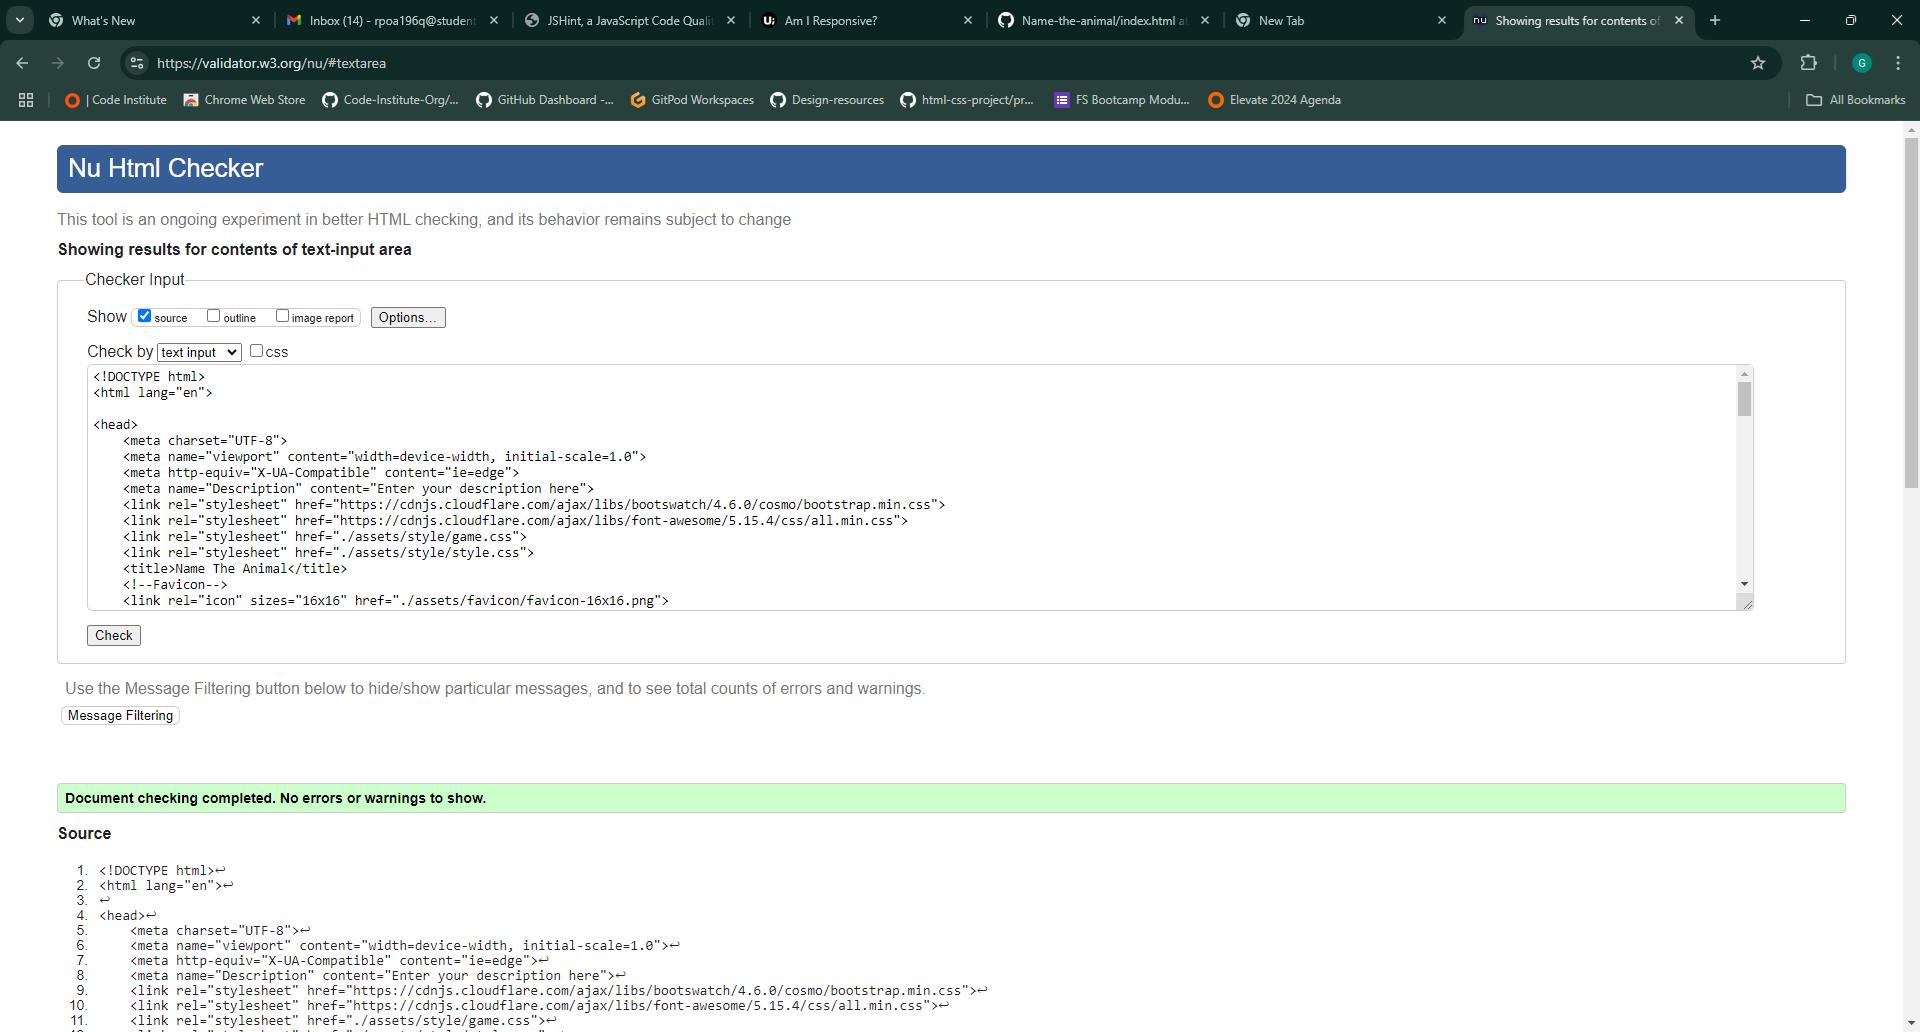 What's New
Inbox (14) - rpoa196q@student
JSHint, a JavaScript Code Quali
Am I Responsive?
Name-the-animal/index.html a
New Tab
nu Showing results for contents of
https://validator.w3.org/nu/#textarea
G
| Code Institute
Chrome Web Store
Code-Institute-Org/...
GitHub Dashboard -...
GitPod Workspaces
Design-resources
html-css-project/pr...
FS Bootcamp Modu...
Elevate 2024 Agenda
All Bookmarks
Nu Html Checker
This tool is an ongoing experiment in better HTML checking, and its behavior remains subject to change
Showing results for contents of text-input area
Checker Input
Show source outline image report Options...
Check by text input css
<!DOCTYPE html>
<html lang="en">
<head>
<meta charset="UTF-8">
<meta name="viewport" content="width=device-width, initial-scale=1.0">
<meta http-equiv="X-UA-Compatible" content="ie=edge">
<meta name="Description" content="Enter your description here">
<link rel="stylesheet" href="https://cdnjs.cloudflare.com/ajax/libs/bootswatch/4.6.0/cosmo/bootstrap.min.css">
<link rel="stylesheet" href="https://cdnjs.cloudflare.com/ajax/libs/font-awesome/5.15.4/css/all.min.css">
<link rel="stylesheet" href="./assets/style/game.css">
<link rel="stylesheet" href="./assets/style/style.css">
<title>Name The Animal</title>
<!--Favicon-->
<link rel="icon" sizes="16x16" href="./assets/favicon/favicon-16x16.png">
Check
Use the Message Filtering button below to hide/show particular messages, and to see total counts of errors and warnings.
Message Filtering
Document checking completed. No errors or warnings to show.
Source
1. <!DOCTYPE html>↩
2. <html lang="en">↩
3. ↩
4. <head>↩
5. <meta charset="UTF-8">↩
6. <meta name="viewport" content="width=device-width, initial-scale=1.0">↩
7. <meta http-equiv="X-UA-Compatible" content="ie=edge">↩
8. <meta name="Description" content="Enter your description here">↩
9. <link rel="stylesheet" href="https://cdnjs.cloudflare.com/ajax/libs/bootswatch/4.6.0/cosmo/bootstrap.min.css">↩
10. <link rel="stylesheet" href="https://cdnjs.cloudflare.com/ajax/libs/font-awesome/5.15.4/css/all.min.css">↩
11. <link rel="stylesheet" href="./assets/style/game.css">↩